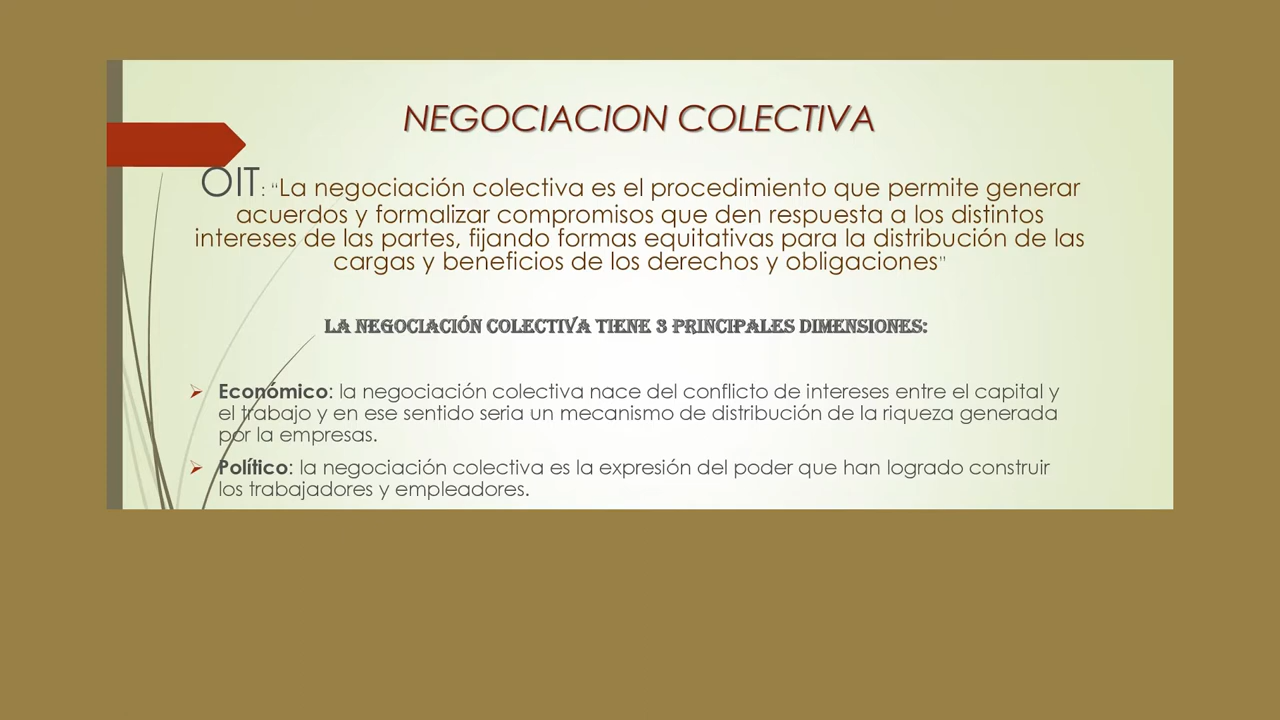 NEGOCIACION COLECTIVA
OIT: “La negociación colectiva es el procedimiento que permite generar
acuerdos y formalizar compromisos que den respuesta a los distintos
intereses de las partes, fijando formas equitativas para la distribución de las
cargas y beneficios de los derechos y obligaciones”
LA NEGOCIACIÓN COLECTIVA TIENE 3 PRINCIPALES DIMENSIONES:
Económico: la negociación colectiva nace del conflicto de intereses entre el capital y
el trabajo y en ese sentido seria un mecanismo de distribución de la riqueza generada
por la empresas.
Político: la negociación colectiva es la expresión del poder que han logrado construir
los trabajadores y empleadores.